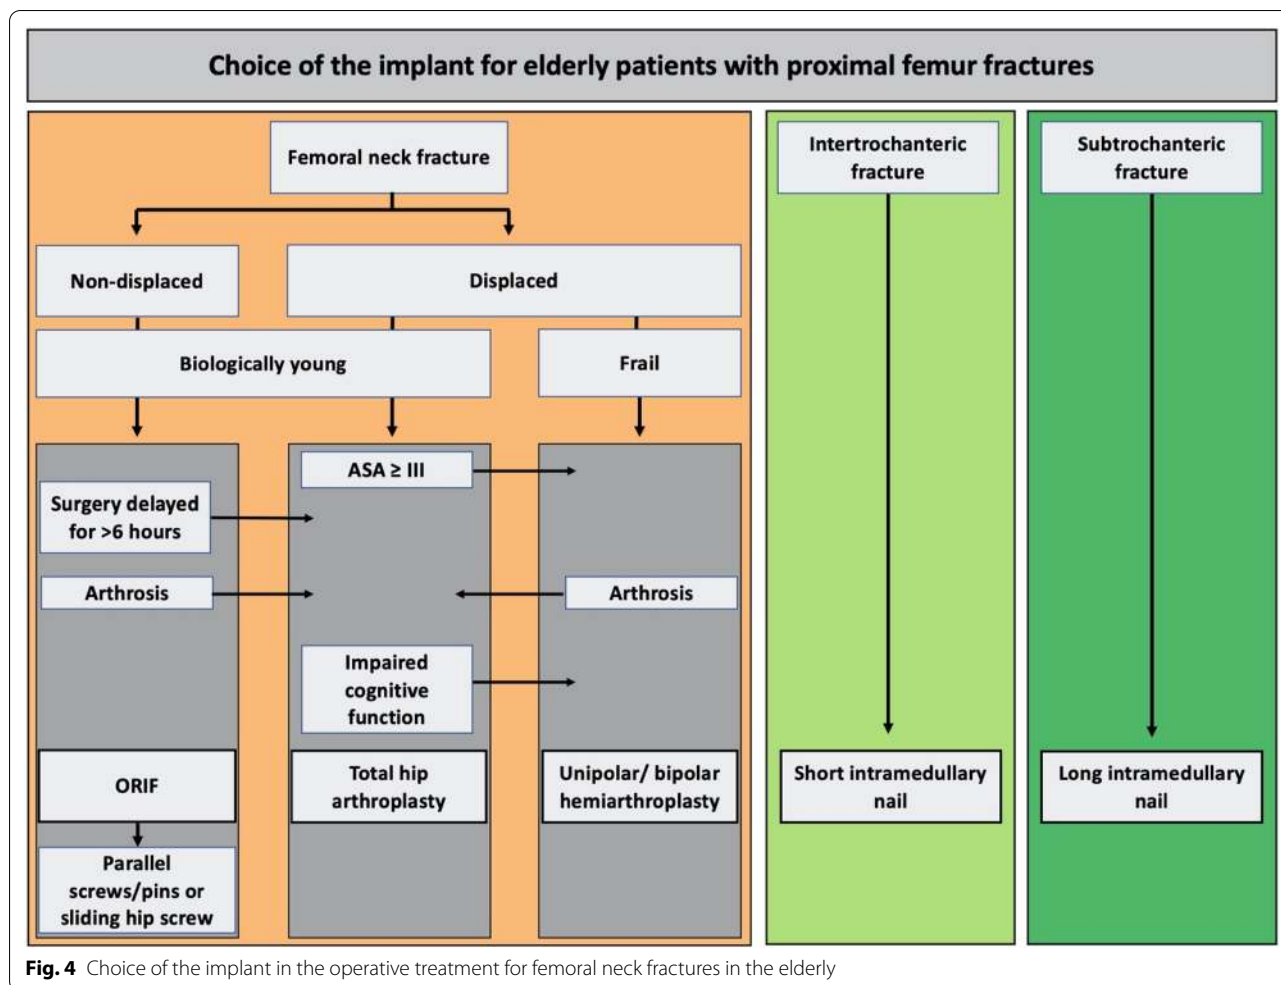 Choice of the implant for elderly patients with proximal femur fractures
Femoral neck fracture
Non-displaced
Displaced
Biologically young
Frail
ASA ≥ III
Surgery delayed
for >6 hours
Arthrosis
Arthrosis
Impaired
cognitive
function
ORIF
Total hip
arthroplasty
Unipolar/ bipolar
hemiarthroplasty
Parallel
screws/pins or
sliding hip screw
Intertrochanteric
fracture
Short intramedullary
nail
Subtrochanteric
fracture
Long intramedullary
nail
Fig. 4 Choice of the implant in the operative treatment for femoral neck fractures in the elderly